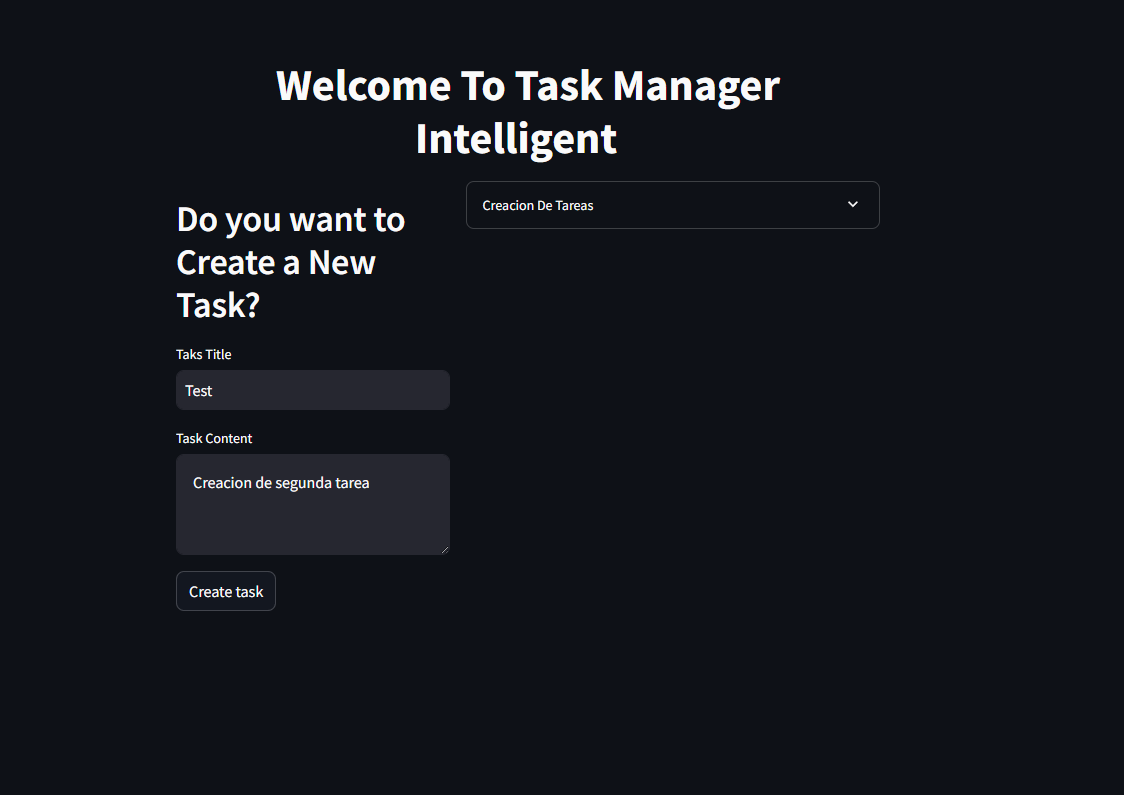 Welcome To Task Manager
Intelligent
Do you want to
Create a New
Task?
Taks Title
Test
Task Content
Creacion de segunda tarea
Create task
Creacion De Tareas